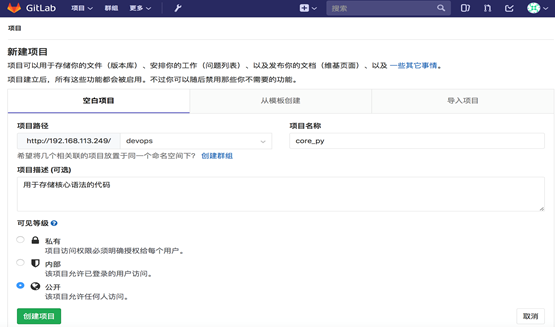 GitLab 项目 群组 更多 搜索
项目
新建项目
项目可以用于存储你的文件（版本库）、安排你的工作（问题列表）、以及发布你的文档（维基页面）、以及 一些其它事情。
项目建立后，所有这些功能都会被启用。不过你可以随后禁用那些你不需要的功能。
空白项目 从模板创建 导入项目
项目路径 项目名称
http://192.168.113.249/ devops core_py
希望将几个相关联的项目放置于同一个命名空间下？ 创建群组
项目描述 (可选)
用于存储核心语法的代码
可见等级
私有
项目访问权限必须明确授权给每个用户。
内部
该项目允许已登录的用户访问。
公开
该项目允许任何人访问。
创建项目 取消